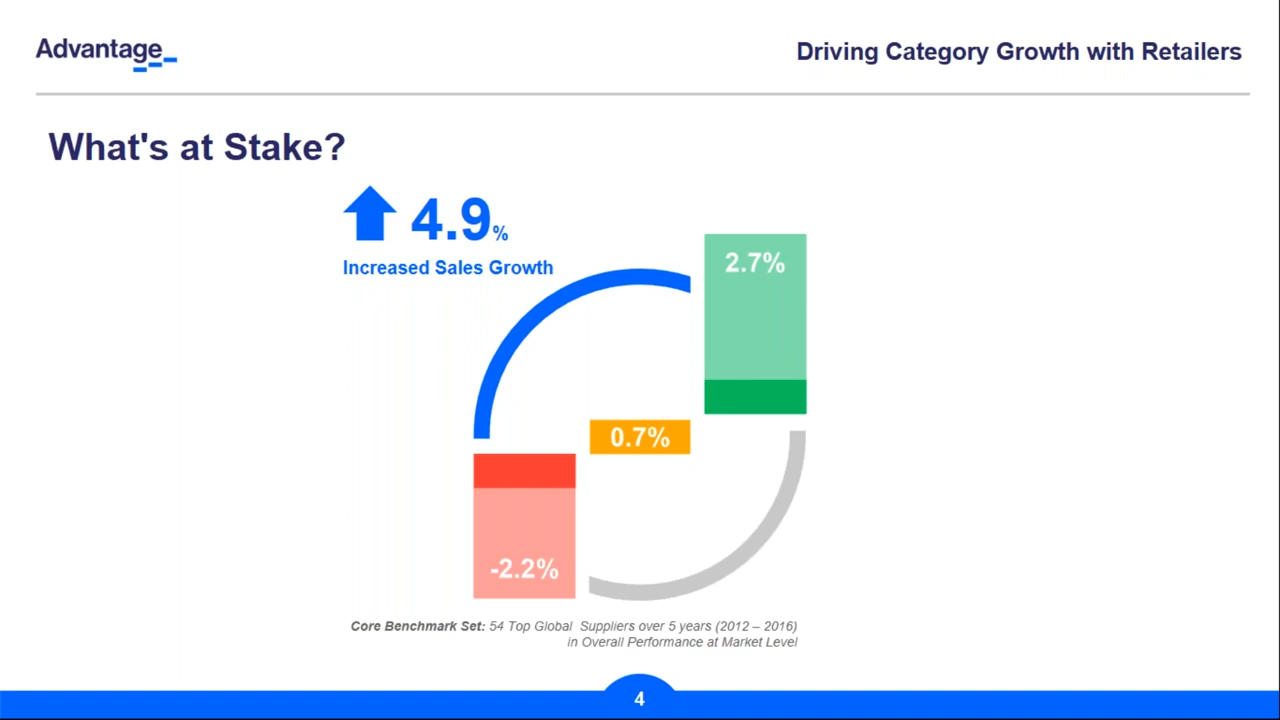 Advantage
Driving Category Growth with Retailers
What's at Stake?
4.9%
Increased Sales Growth
2.7%
0.7%
-2.2%
Core Benchmark Set: 54 Top Global Suppliers over 5 years (2012 – 2016)
in Overall Performance at Market Level
4